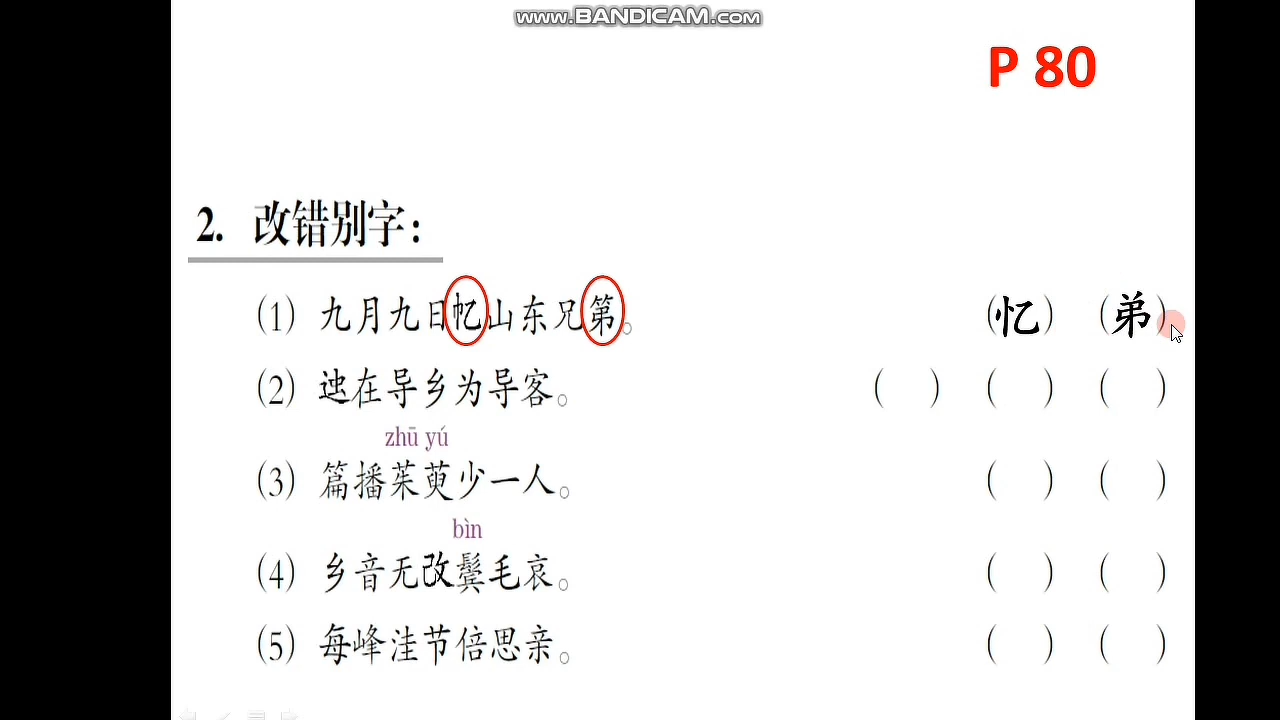 www.BANDICAM.com
P 80
2. 改错别字：
(1) 九月九日山东兄第。 (忆) (弟)
(2) 在导乡为导客。 ( ) ( ) ( )
zhū yú
(3) 篇播茱萸少一人。 ( ) ( )
bìn
(4) 乡音无改鬓毛哀。 ( ) ( )
(5) 每峰洼节倍思亲。 ( ) ( )